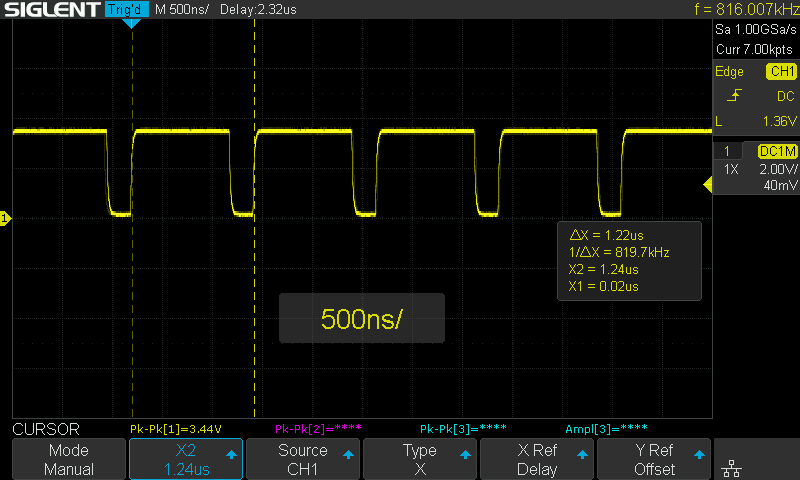 SIGLENT Trig'd M 500ns/ Delay:2.32us f = 816.007kHz
Sa 1.00GSa/s
Curr 7.00kpts
Edge CH1
DC
L 1.36V
1 DC1M
1X 2.00V/
40mV
1
ΔX = 1.22us
1/ΔX = 819.7kHz
X2 = 1.24us
X1 = 0.02us
500ns/
CURSOR Pk-Pk[1]=3.44V Pk-Pk[2]=**** Pk-Pk[3]=**** Ampl[3]=****
Mode X2 Source Type X Ref Y Ref
Manual 1.24us CH1 X Delay Offset